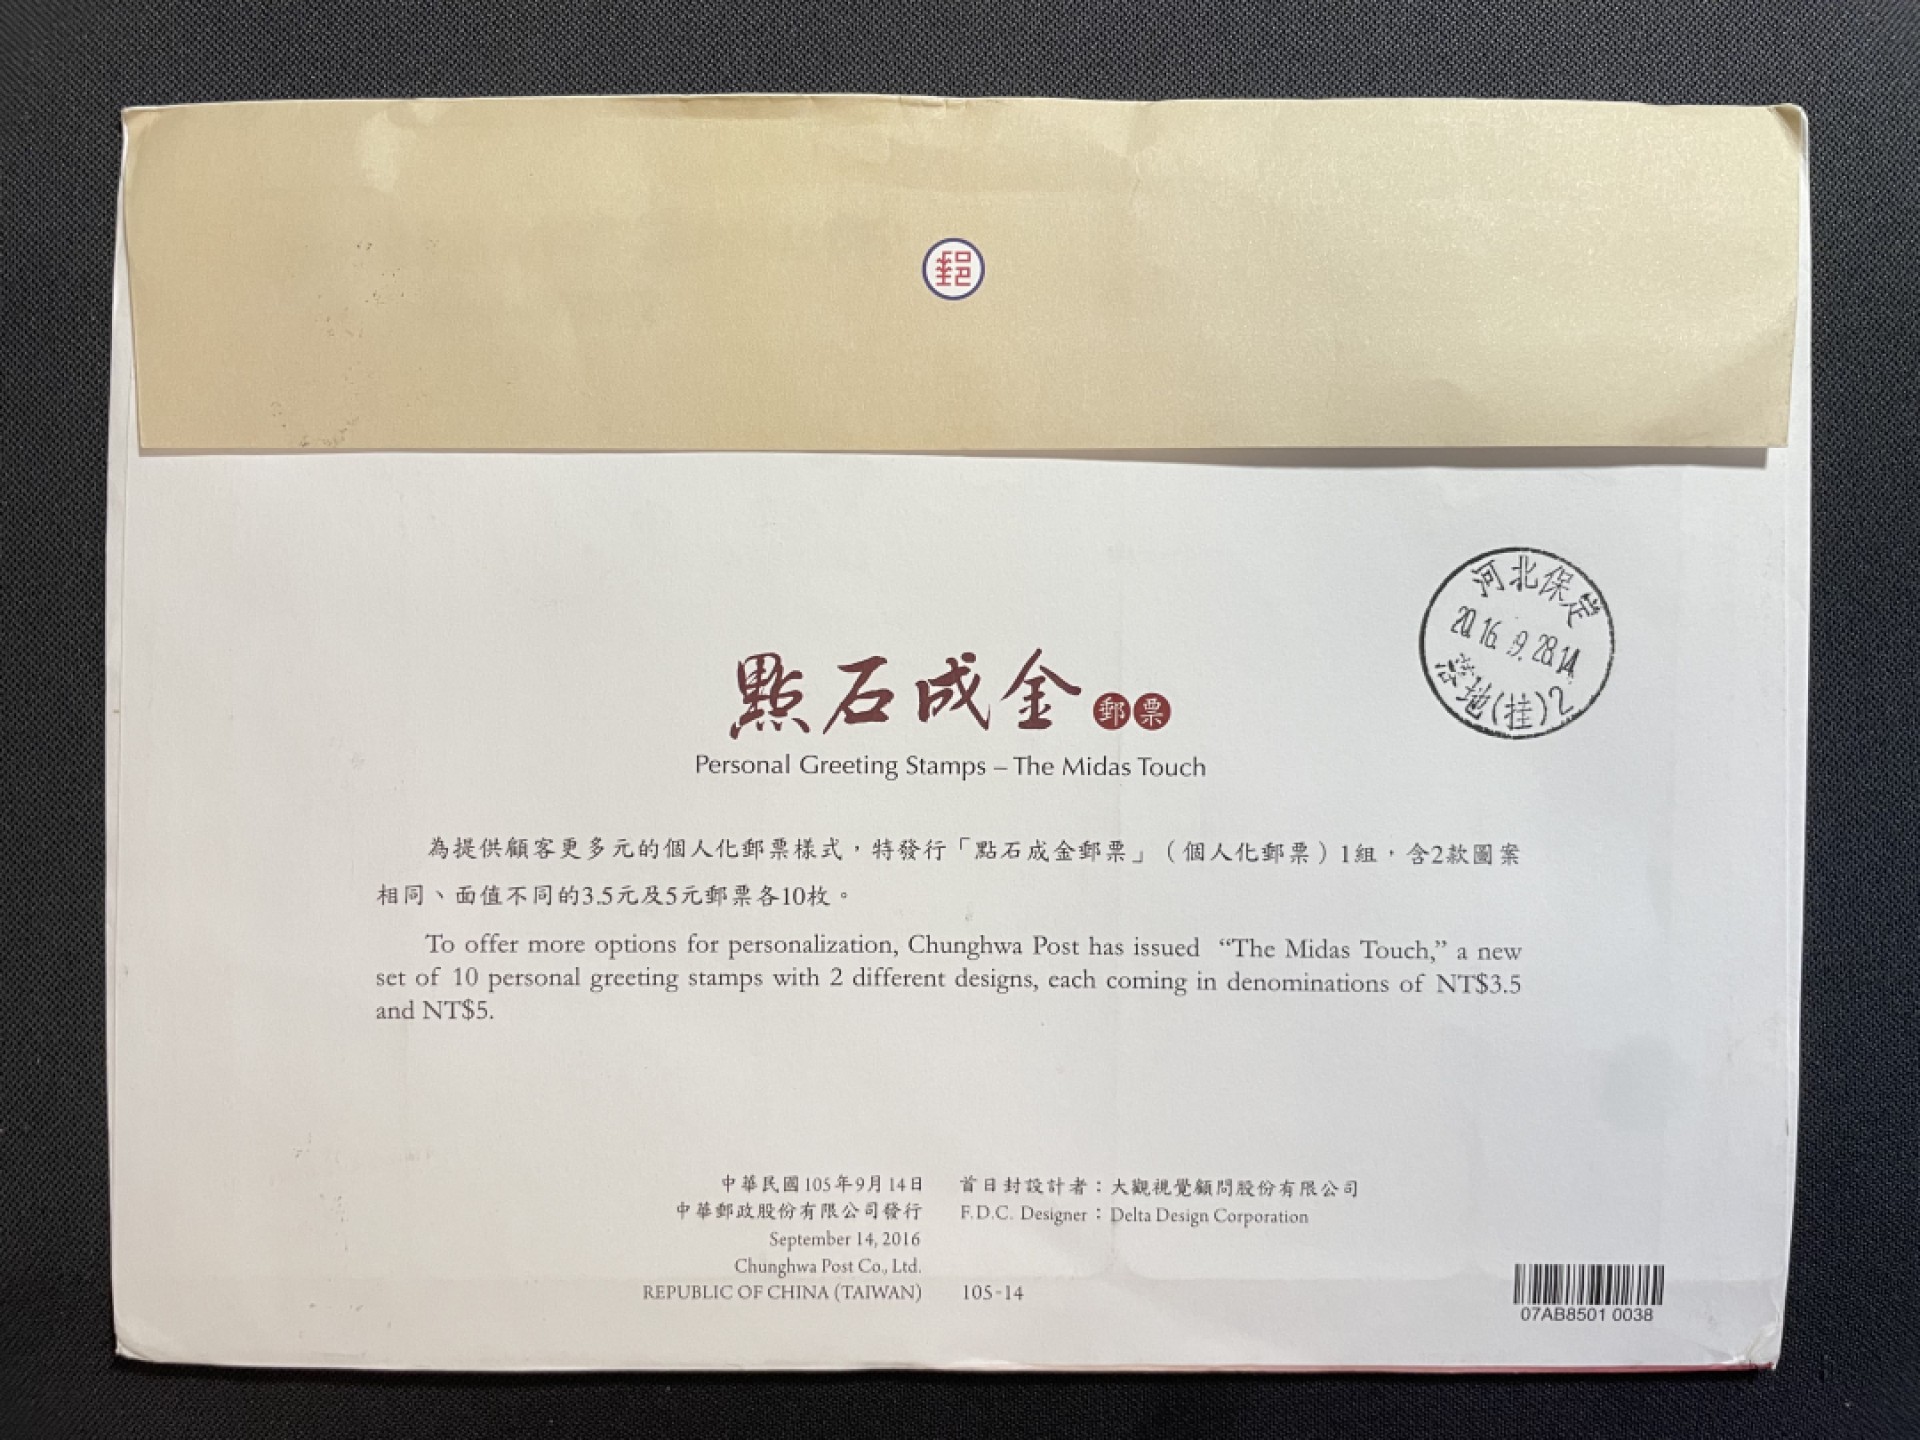 郵
河北保定
2016.9.28.14
(挂)2
點石成金郵票
Personal Greeting Stamps – The Midas Touch
為提供顧客更多元的個人化郵票樣式，特發行「點石成金郵票」（個人化郵票）1組，含2款圖案
相同、面值不同的3.5元及5元郵票各10枚。
To offer more options for personalization, Chunghwa Post has issued “The Midas Touch,” a new
set of 10 personal greeting stamps with 2 different designs, each coming in denominations of NT$3.5
and NT$5.
中華民國105年9月14日
中華郵政股份有限公司發行
September 14, 2016
Chunghwa Post Co., Ltd.
REPUBLIC OF CHINA (TAIWAN)
首日封設計者：大觀視覺顧問股份有限公司
F.D.C. Designer：Delta Design Corporation
105-14
07AB8501 0038